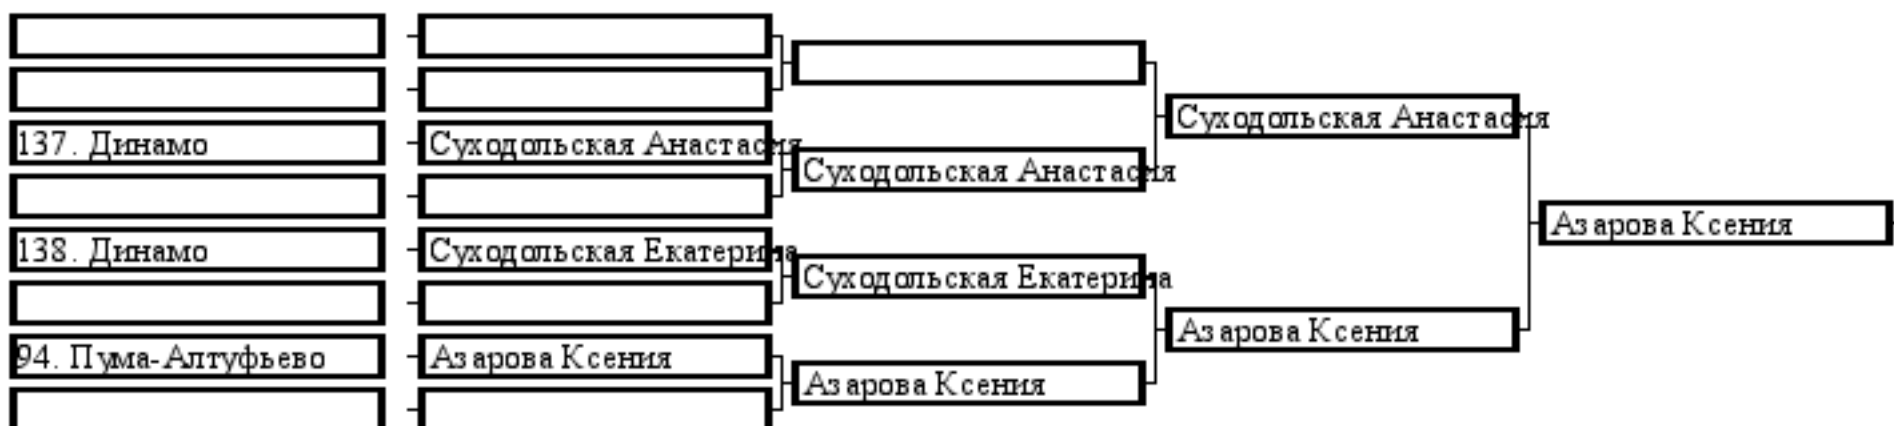 137. Динамо
138. Динамо
94. Пума-Алтуфьево
Суходольская Анастасия
Суходольская Екатерина
Азарова Ксения
Суходольская Анастасия
Суходольская Екатерина
Азарова Ксения
Суходольская Анастасия
Азарова Ксения
Азарова Ксения